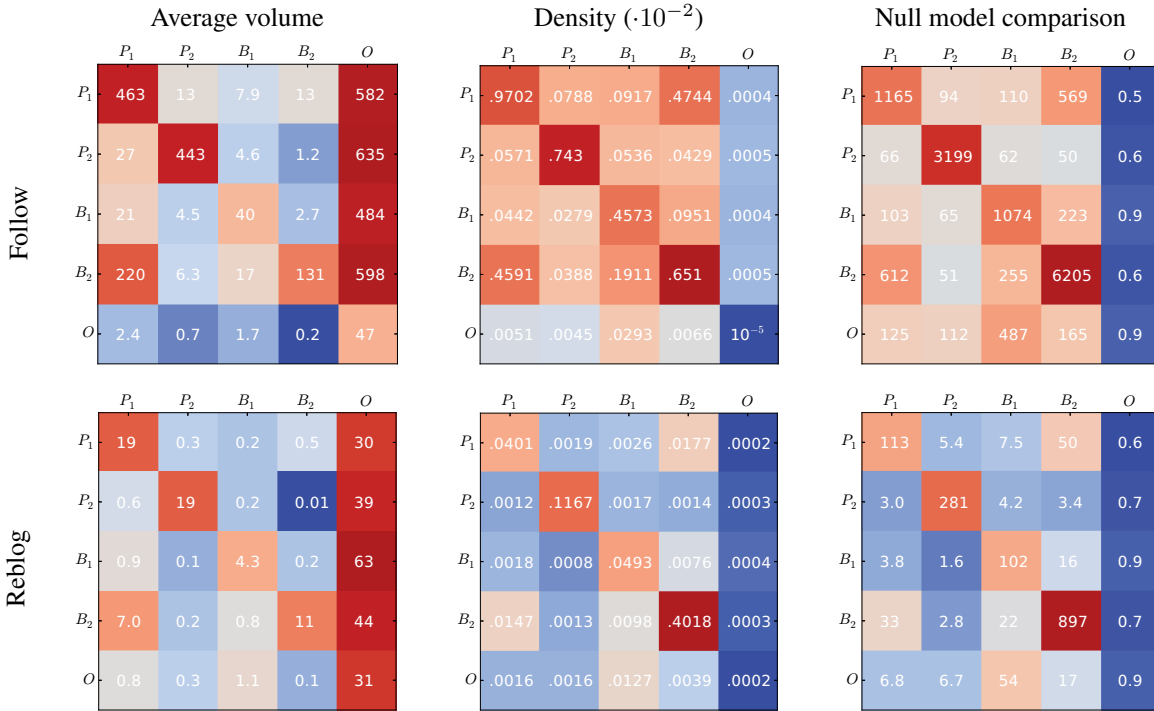 Average volume Density (·10⁻²) Null model comparison
P₁ P₂ B₁ B₂ O P₁ P₂ B₁ B₂ O P₁ P₂ B₁ B₂ O
Follow
P₁ 463 13 7.9 13 582 P₁ .9702 .0788 .0917 .4744 .0004 P₁ 1165 94 110 569 0.5
P₂ 27 443 4.6 1.2 635 P₂ .0571 .743 .0536 .0429 .0005 P₂ 66 3199 62 50 0.6
B₁ 21 4.5 40 2.7 484 B₁ .0442 .0279 .4573 .0951 .0004 B₁ 103 65 1074 223 0.9
B₂ 220 6.3 17 131 598 B₂ .4591 .0388 .1911 .651 .0005 B₂ 612 51 255 6205 0.6
O 2.4 0.7 1.7 0.2 47 O .0051 .0045 .0293 .0066 10⁻⁵ O 125 112 487 165 0.9
P₁ P₂ B₁ B₂ O P₁ P₂ B₁ B₂ O P₁ P₂ B₁ B₂ O
Reblog
P₁ 19 0.3 0.2 0.5 30 P₁ .0401 .0019 .0026 .0177 .0002 P₁ 113 5.4 7.5 50 0.6
P₂ 0.6 19 0.2 0.01 39 P₂ .0012 .1167 .0017 .0014 .0003 P₂ 3.0 281 4.2 3.4 0.7
B₁ 0.9 0.1 4.3 0.2 63 B₁ .0018 .0008 .0493 .0076 .0004 B₁ 3.8 1.6 102 16 0.9
B₂ 7.0 0.2 0.8 11 44 B₂ .0147 .0013 .0098 .4018 .0003 B₂ 33 2.8 22 897 0.7
O 0.8 0.3 1.1 0.1 31 O .0016 .0016 .0127 .0039 .0002 O 6.8 6.7 54 17 0.9